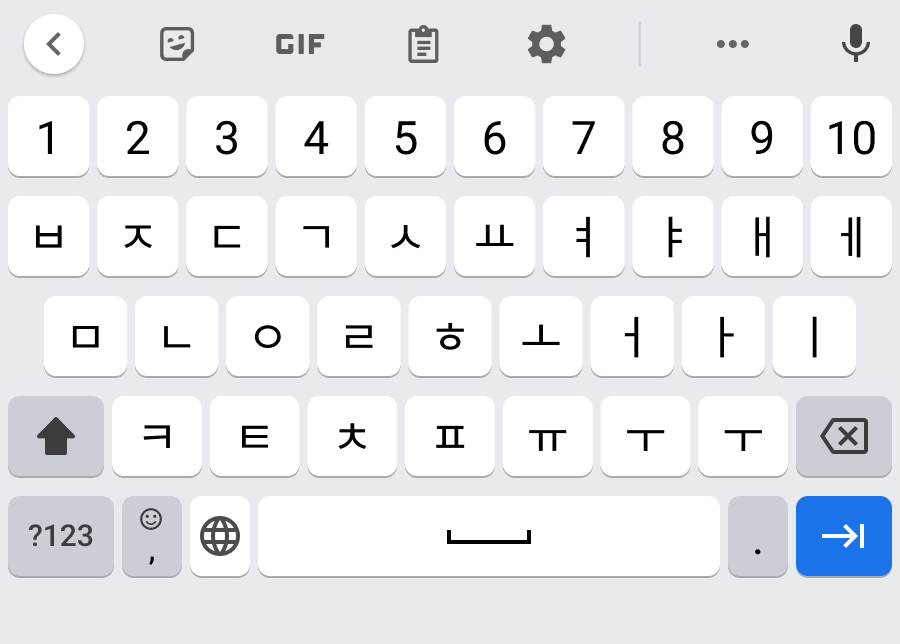 GIF
1 2 3 4 5 6 7 8 9 10
ㅂ ㅈ ㄷ ㄱ ㅅ ㅛ ㅕ ㅑ ㅐ ㅔ
ㅁ ㄴ ㅇ ㄹ ㅎ ㅗ ㅓ ㅏ ㅣ
ㅋ ㅌ ㅊ ㅍ ㅠ ㅜ ㅜ
?123 , .